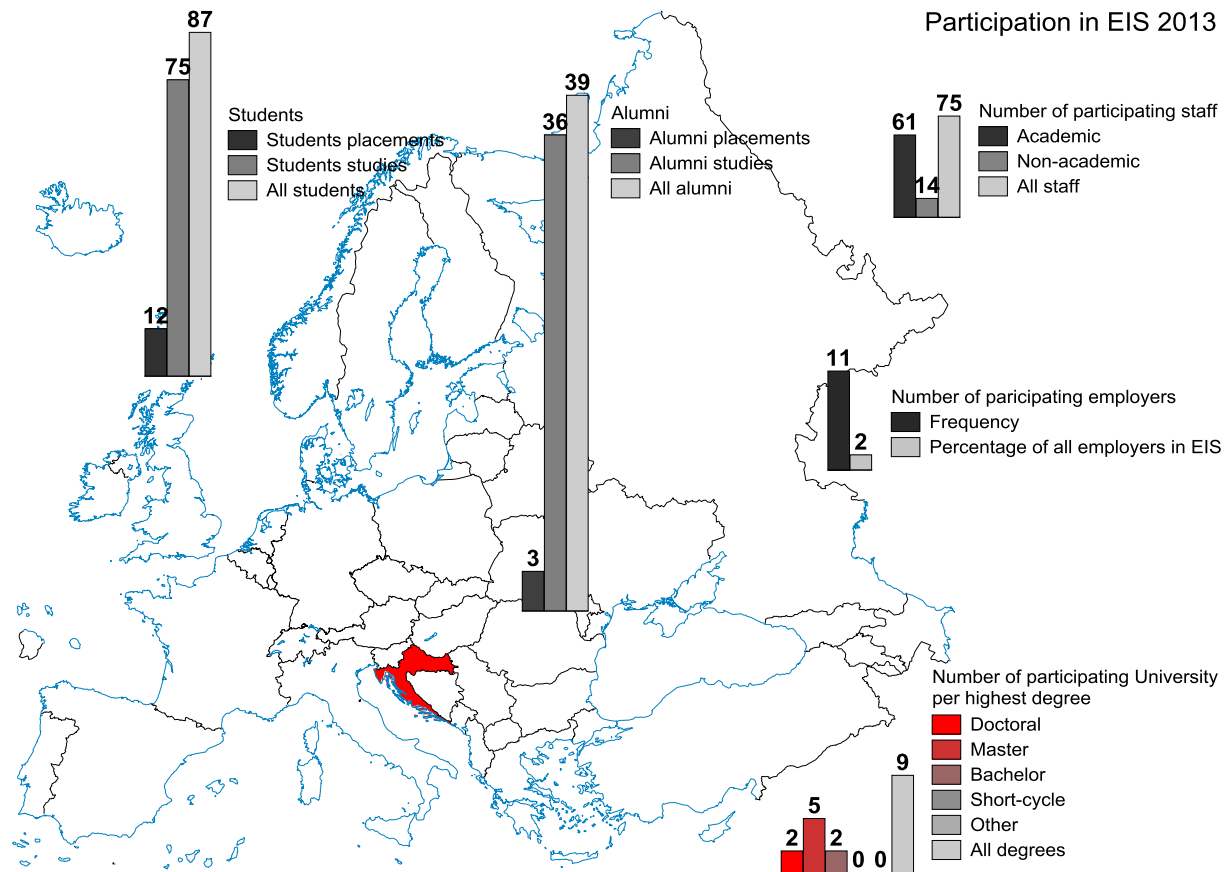 Participation in EIS 2013
87
75
12
Students
Students placements
Students studies
All students
39
36
3
Alumni
Alumni placements
Alumni studies
All alumni
75
61
14
Number of participating staff
Academic
Non-academic
All staff
11
2
Number of paricipating employers
Frequency
Percentage of all employers in EIS
Number of participating University
per highest degree
Doctoral
Master
Bachelor
Short-cycle
Other
All degrees
2
5
2
0
0
9